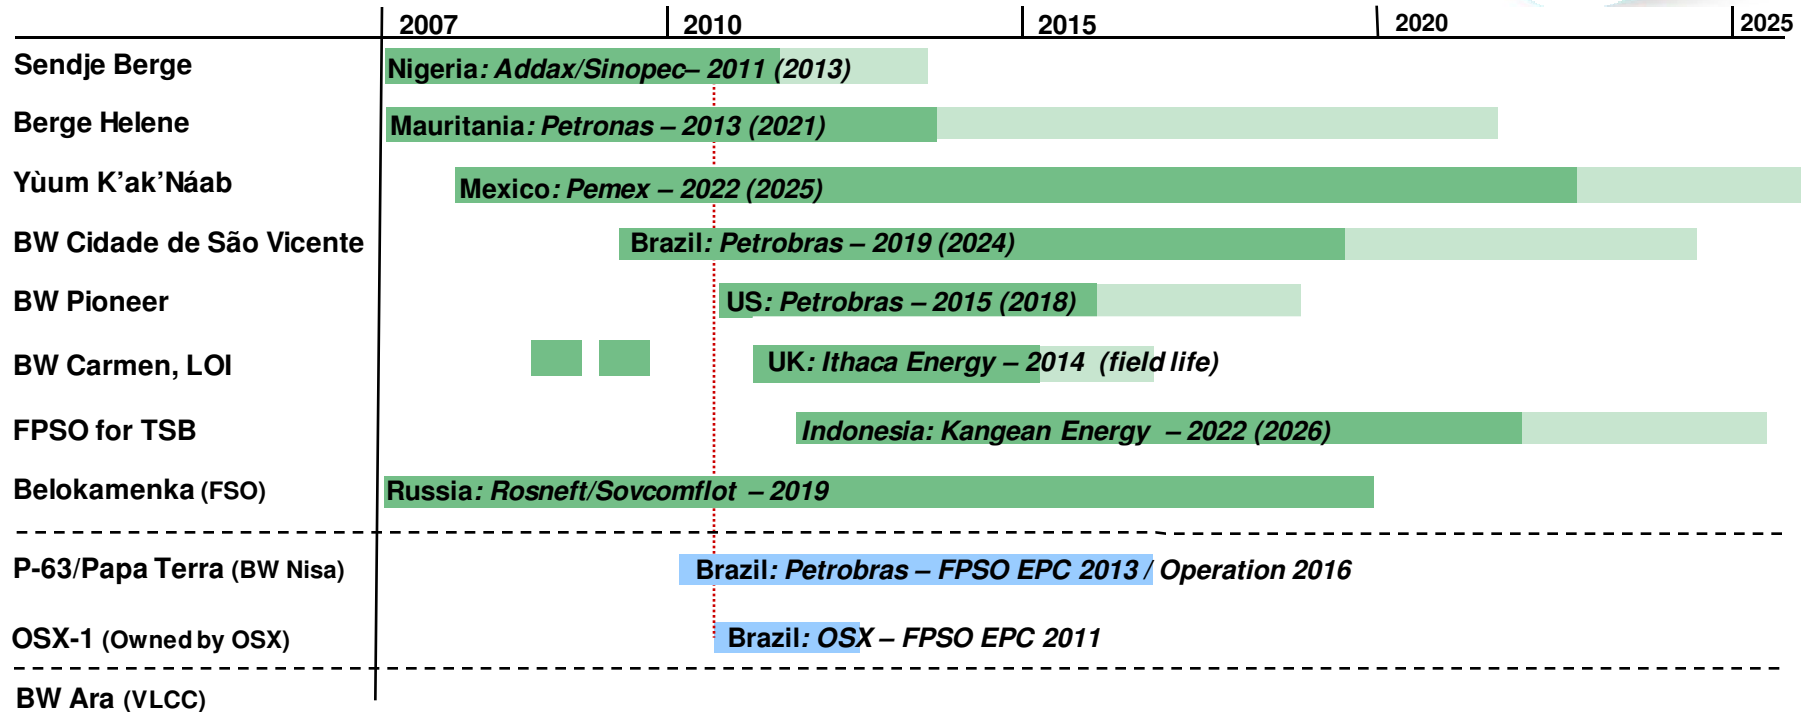 2007 2010 2015 2020 2025
Sendje Berge Nigeria: Addax/Sinopec– 2011 (2013)
Berge Helene Mauritania: Petronas – 2013 (2021)
Yùum K’ak’Náab Mexico: Pemex – 2022 (2025)
BW Cidade de São Vicente Brazil: Petrobras – 2019 (2024)
BW Pioneer US: Petrobras – 2015 (2018)
BW Carmen, LOI UK: Ithaca Energy – 2014 (field life)
FPSO for TSB Indonesia: Kangean Energy – 2022 (2026)
Belokamenka (FSO) Russia: Rosneft/Sovcomflot – 2019
P-63/Papa Terra (BW Nisa) Brazil: Petrobras – FPSO EPC 2013 / Operation 2016
OSX-1 (Owned by OSX) Brazil: OSX – FPSO EPC 2011
BW Ara (VLCC)